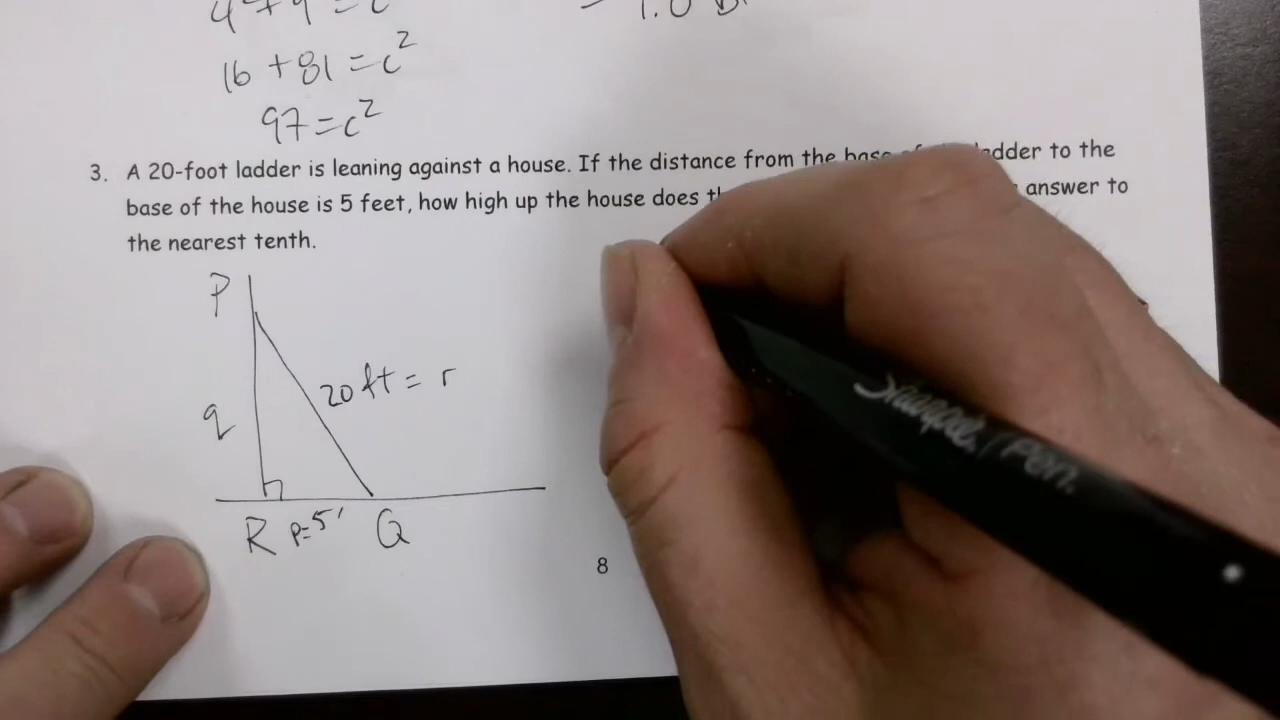 16 + 81 = c²
97 = c²
3. A 20-foot ladder is leaning against a house. If the distance from the base ladder to the
base of the house is 5 feet, how high up the house does answer to
the nearest tenth.
P
20 ft = r
q
R p=5' Q
8
Sharpie Pen.